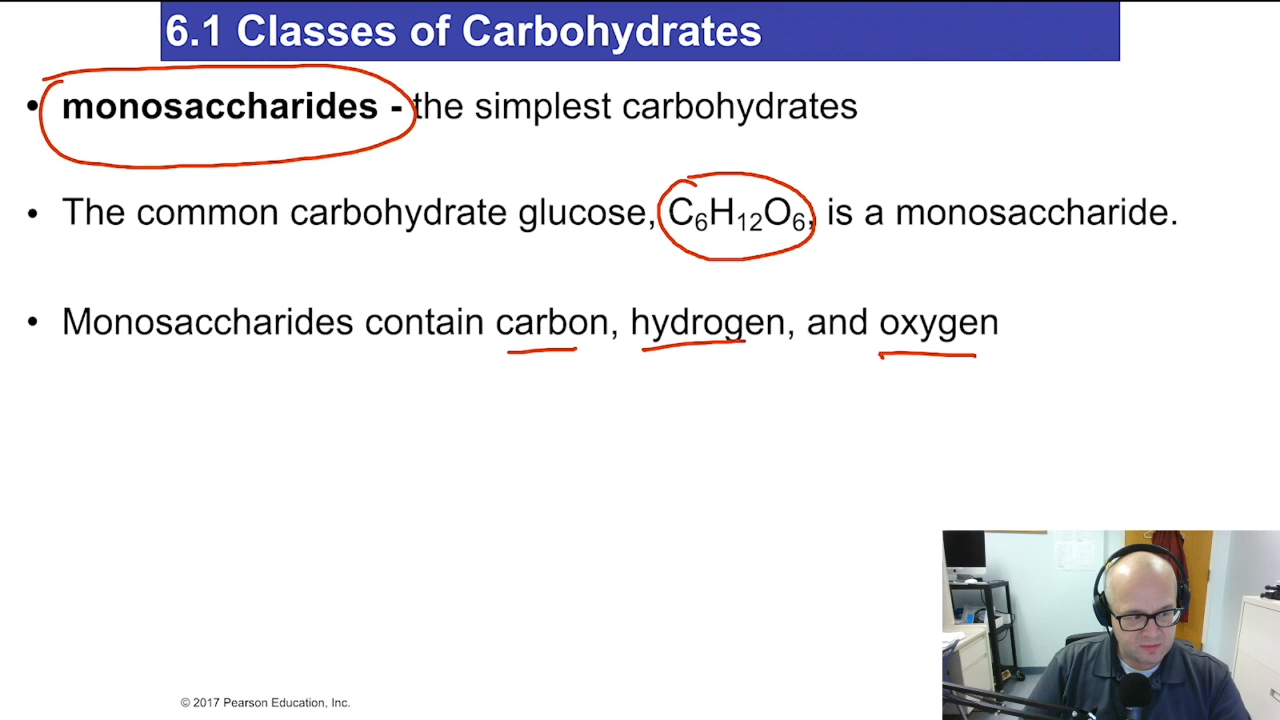 6.1 Classes of Carbohydrates
• monosaccharides - the simplest carbohydrates
• The common carbohydrate glucose, C₆H₁₂O₆, is a monosaccharide.
• Monosaccharides contain carbon, hydrogen, and oxygen
© 2017 Pearson Education, Inc.